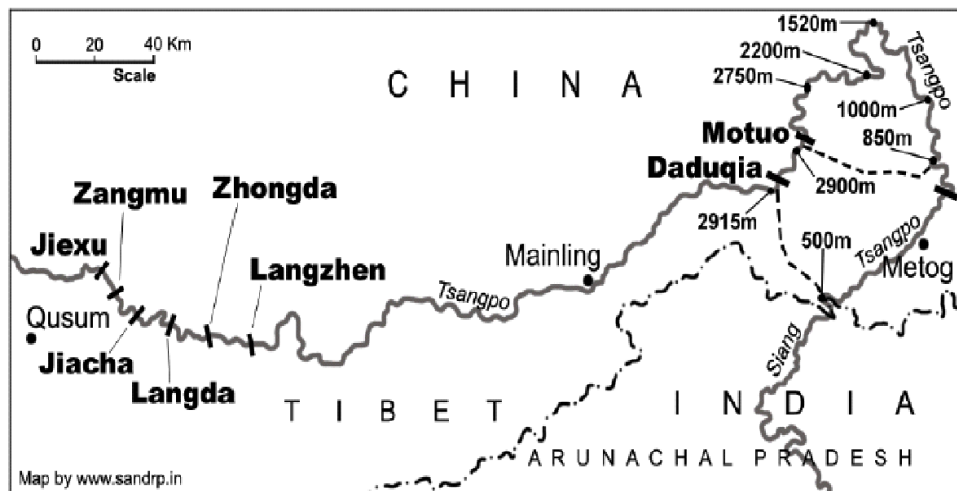 1520m
0 20 40 Km
Scale
2200m
Tsangpo
2750m
CHINA
1000m
Motuo
850m
Daduqia
2900m
Zangmu
Zhongda
2915m
Jiexu
500m
Tsangpo
Mainling
Metog
Langzhen
Tsangpo
Qusum
Siang
Jiacha
Langda
TIBET
INDIA
ARUNACHAL PRADESH
Map by www.sandrp.in